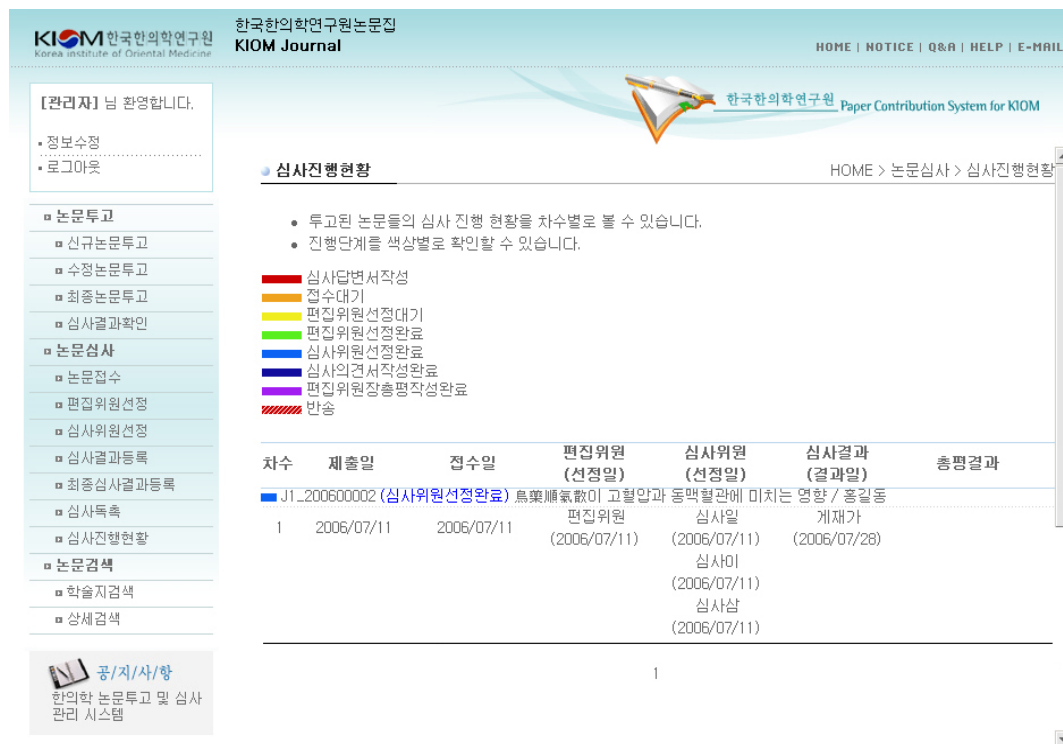 KIOM 한국한의학연구원
Korea institute of Oriental Medicine
한국한의학연구원논문집
KIOM Journal
HOME | NOTICE | Q&A | HELP | E-MAIL
한국한의학연구원 Paper Contribution System for KIOM
[관리자] 님 환영합니다.
정보수정
로그아웃
논문투고
신규논문투고
수정논문투고
최종논문투고
심사결과확인
논문심사
논문접수
편집위원선정
심사위원선정
심사결과등록
최종심사결과등록
심사독촉
심사진행현황
논문검색
학술지검색
상세검색
공/지/사/항
한의학 논문투고 및 심사
관리 시스템
심사진행현황
HOME > 논문심사 > 심사진행현황
• 투고된 논문들의 심사 진행 현황을 차수별로 볼 수 있습니다.
• 진행단계를 색상별로 확인할 수 있습니다.
심사답변서작성
접수대기
편집위원선정대기
편집위원선정완료
심사위원선정완료
심사의견서작성완료
편집위원장총평작성완료
반송
차수 제출일 접수일 편집위원 심사위원 심사결과 총평결과
(선정일) (선정일) (결과일)
J1_200600002 (심사위원선정완료) 烏藥順氣散이 고혈압과 동맥혈관에 미치는 영향 / 홍길동
1 2006/07/11 2006/07/11 편집위원 심사일 게재가
(2006/07/11) (2006/07/11) (2006/07/28)
심사이
(2006/07/11)
심사삼
(2006/07/11)
1